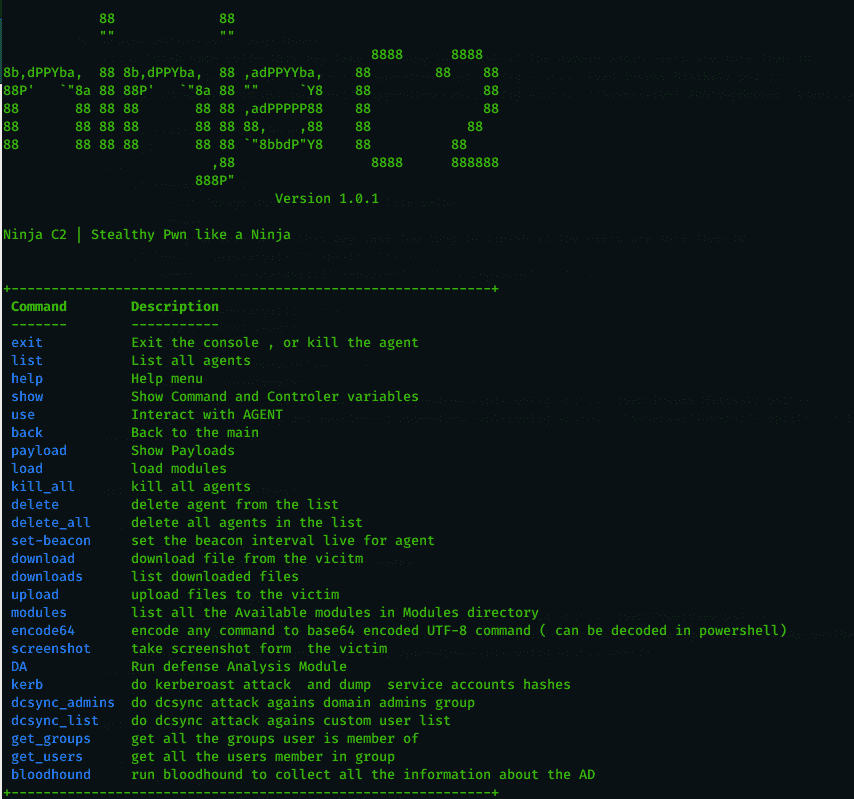 88             88
          ""             ""
                                              8888      8888
8b,dPPYba,  88 8b,dPPYba,  88 ,adPPYYba,    88        88    88
88P'   `"8a 88 88P'   `"8a 88 ""     `Y8    88              88
88       88 88 88       88 88 ,adPPPPP88    88              88
88       88 88 88       88 88 88,    ,88    88            88
88       88 88 88       88 88 `"8bbdP"Y8    88          88
                          ,88                 8888      888888
                        888P"
Version 1.0.1
Ninja C2 | Stealthy Pwn like a Ninja
+------------------------------------------------------------+
Command Description
------- -----------
exit Exit the console , or kill the agent
list List all agents
help Help menu
show Show Command and Controler variables
use Interact with AGENT
back Back to the main
payload Show Payloads
load load modules
kill_all kill all agents
delete delete agent from the list
delete_all delete all agents in the list
set-beacon set the beacon interval live for agent
download download file from the vicitm
downloads list downloaded files
upload upload files to the victim
modules list all the Available modules in Modules directory
encode64 encode any command to base64 encoded UTF-8 command ( can be decoded in powershell)
screenshot take screenshot form  the victim
DA Run defense Analysis Module
kerb do kerberoast attack  and dump  service accounts hashes
dcsync_admins do dcsync attack agains domain admins group
dcsync_list do dcsync attack agains custom user list
get_groups get all the groups user is member of
get_users get all the users member in group
bloodhound run bloodhound to collect all the information about the AD
+------------------------------------------------------------+